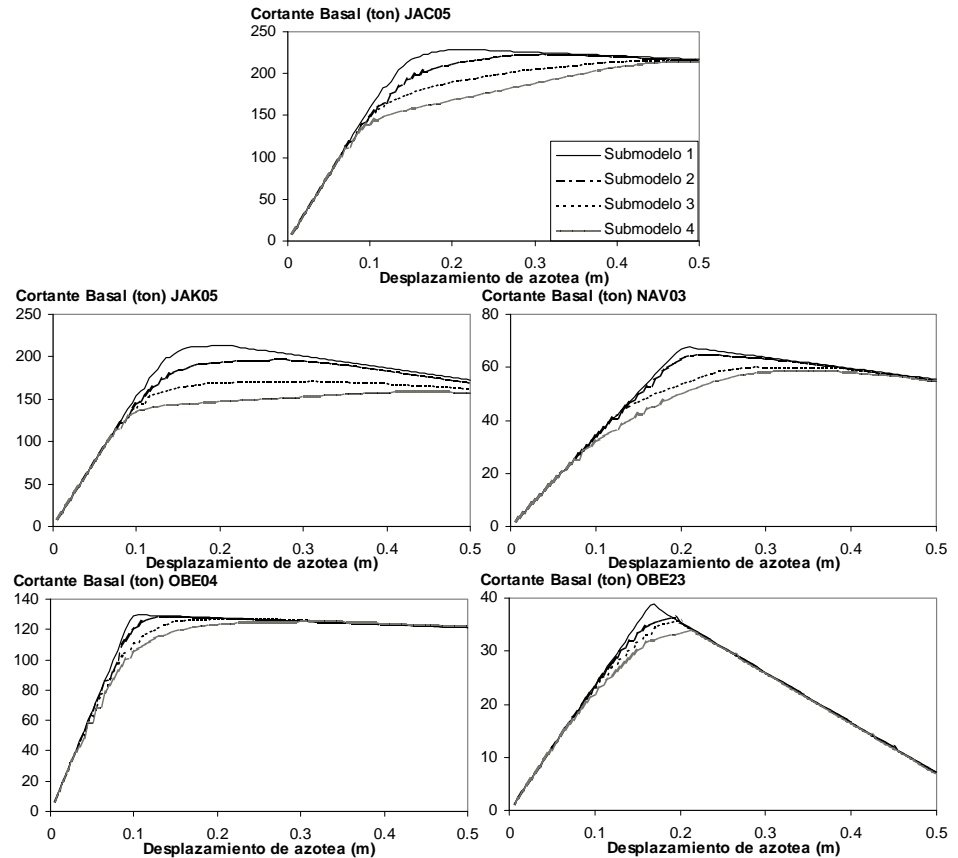 Cortante Basal (ton) JAC05
250
200
150
100
50
0
0 0.1 0.2 0.3 0.4 0.5
Desplazamiento de azotea (m)
Submodelo 1
Submodelo 2
Submodelo 3
Submodelo 4
Cortante Basal (ton) JAK05
250
200
150
100
50
0
0 0.1 0.2 0.3 0.4 0.5
Desplazamiento de azotea (m)
Cortante Basal (ton) NAV03
80
60
40
20
0
0 0.1 0.2 0.3 0.4 0.5
Desplazamiento de azotea (m)
Cortante Basal (ton) OBE04
140
120
100
80
60
40
20
0
0 0.1 0.2 0.3 0.4 0.5
Desplazamiento de azotea (m)
Cortante Basal (ton) OBE23
40
30
20
10
0
0 0.1 0.2 0.3 0.4 0.5
Desplazamiento de azotea (m)